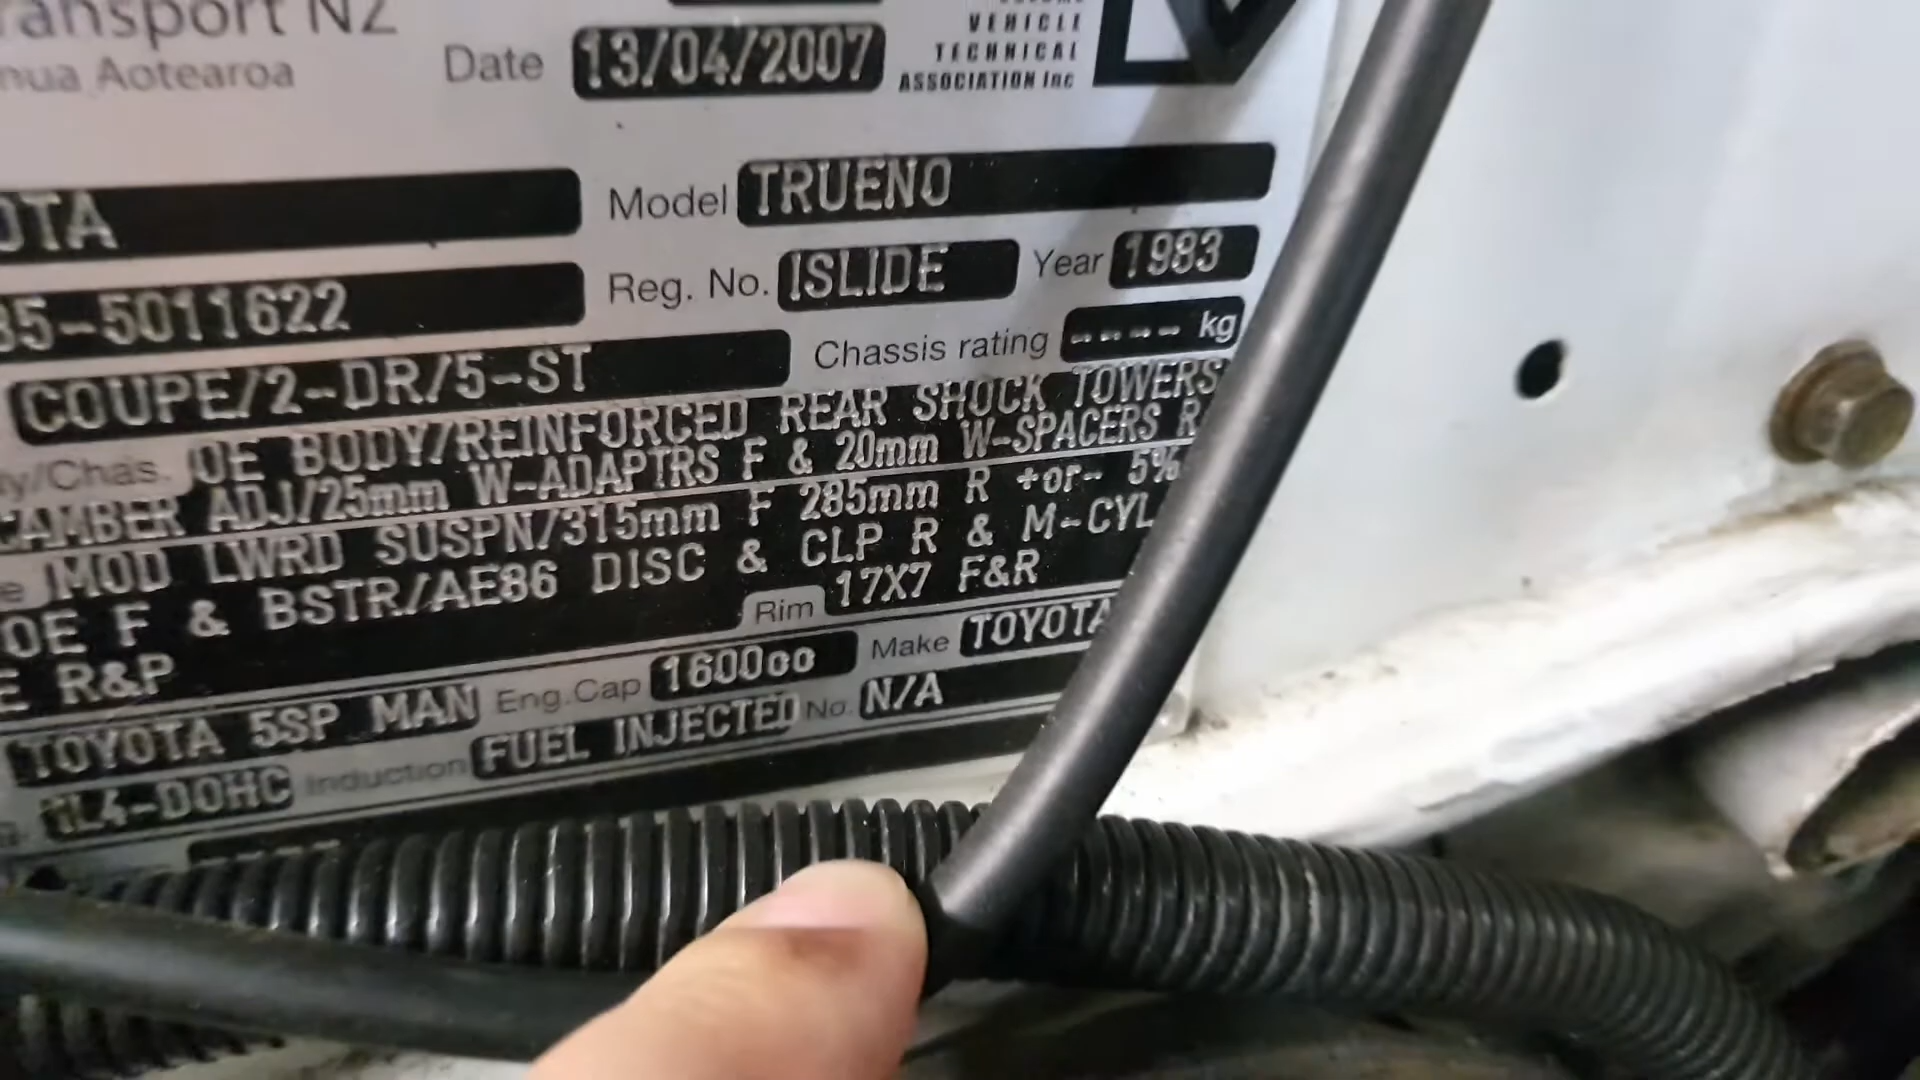 ransport NZ
nua Aotearoa
Date 13/04/2007
VEHICLE
TECHNICAL
ASSOCIATION Inc
OTA Model TRUENO
85-5011622 Reg. No. ISLIDE Year 1983
COUPE/2-DR/5-ST Chassis rating ---- kg
y/Chas. OE BODY/REINFORCED REAR SHOCK TOWERS
CAMBER ADJ/25mm W-ADAPTRS F & 20mm W-SPACERS R
e MOD LWRD SUSPN/315mm F 285mm R +or- 5%
OE F & BSTR/AE86 DISC & CLP R & M-CYL
E R&P Rim 17X7 F&R
TOYOTA 5SP MAN Eng.Cap 1600cc Make TOYOTA
IL4-DOHC Induction FUEL INJECTED No. N/A